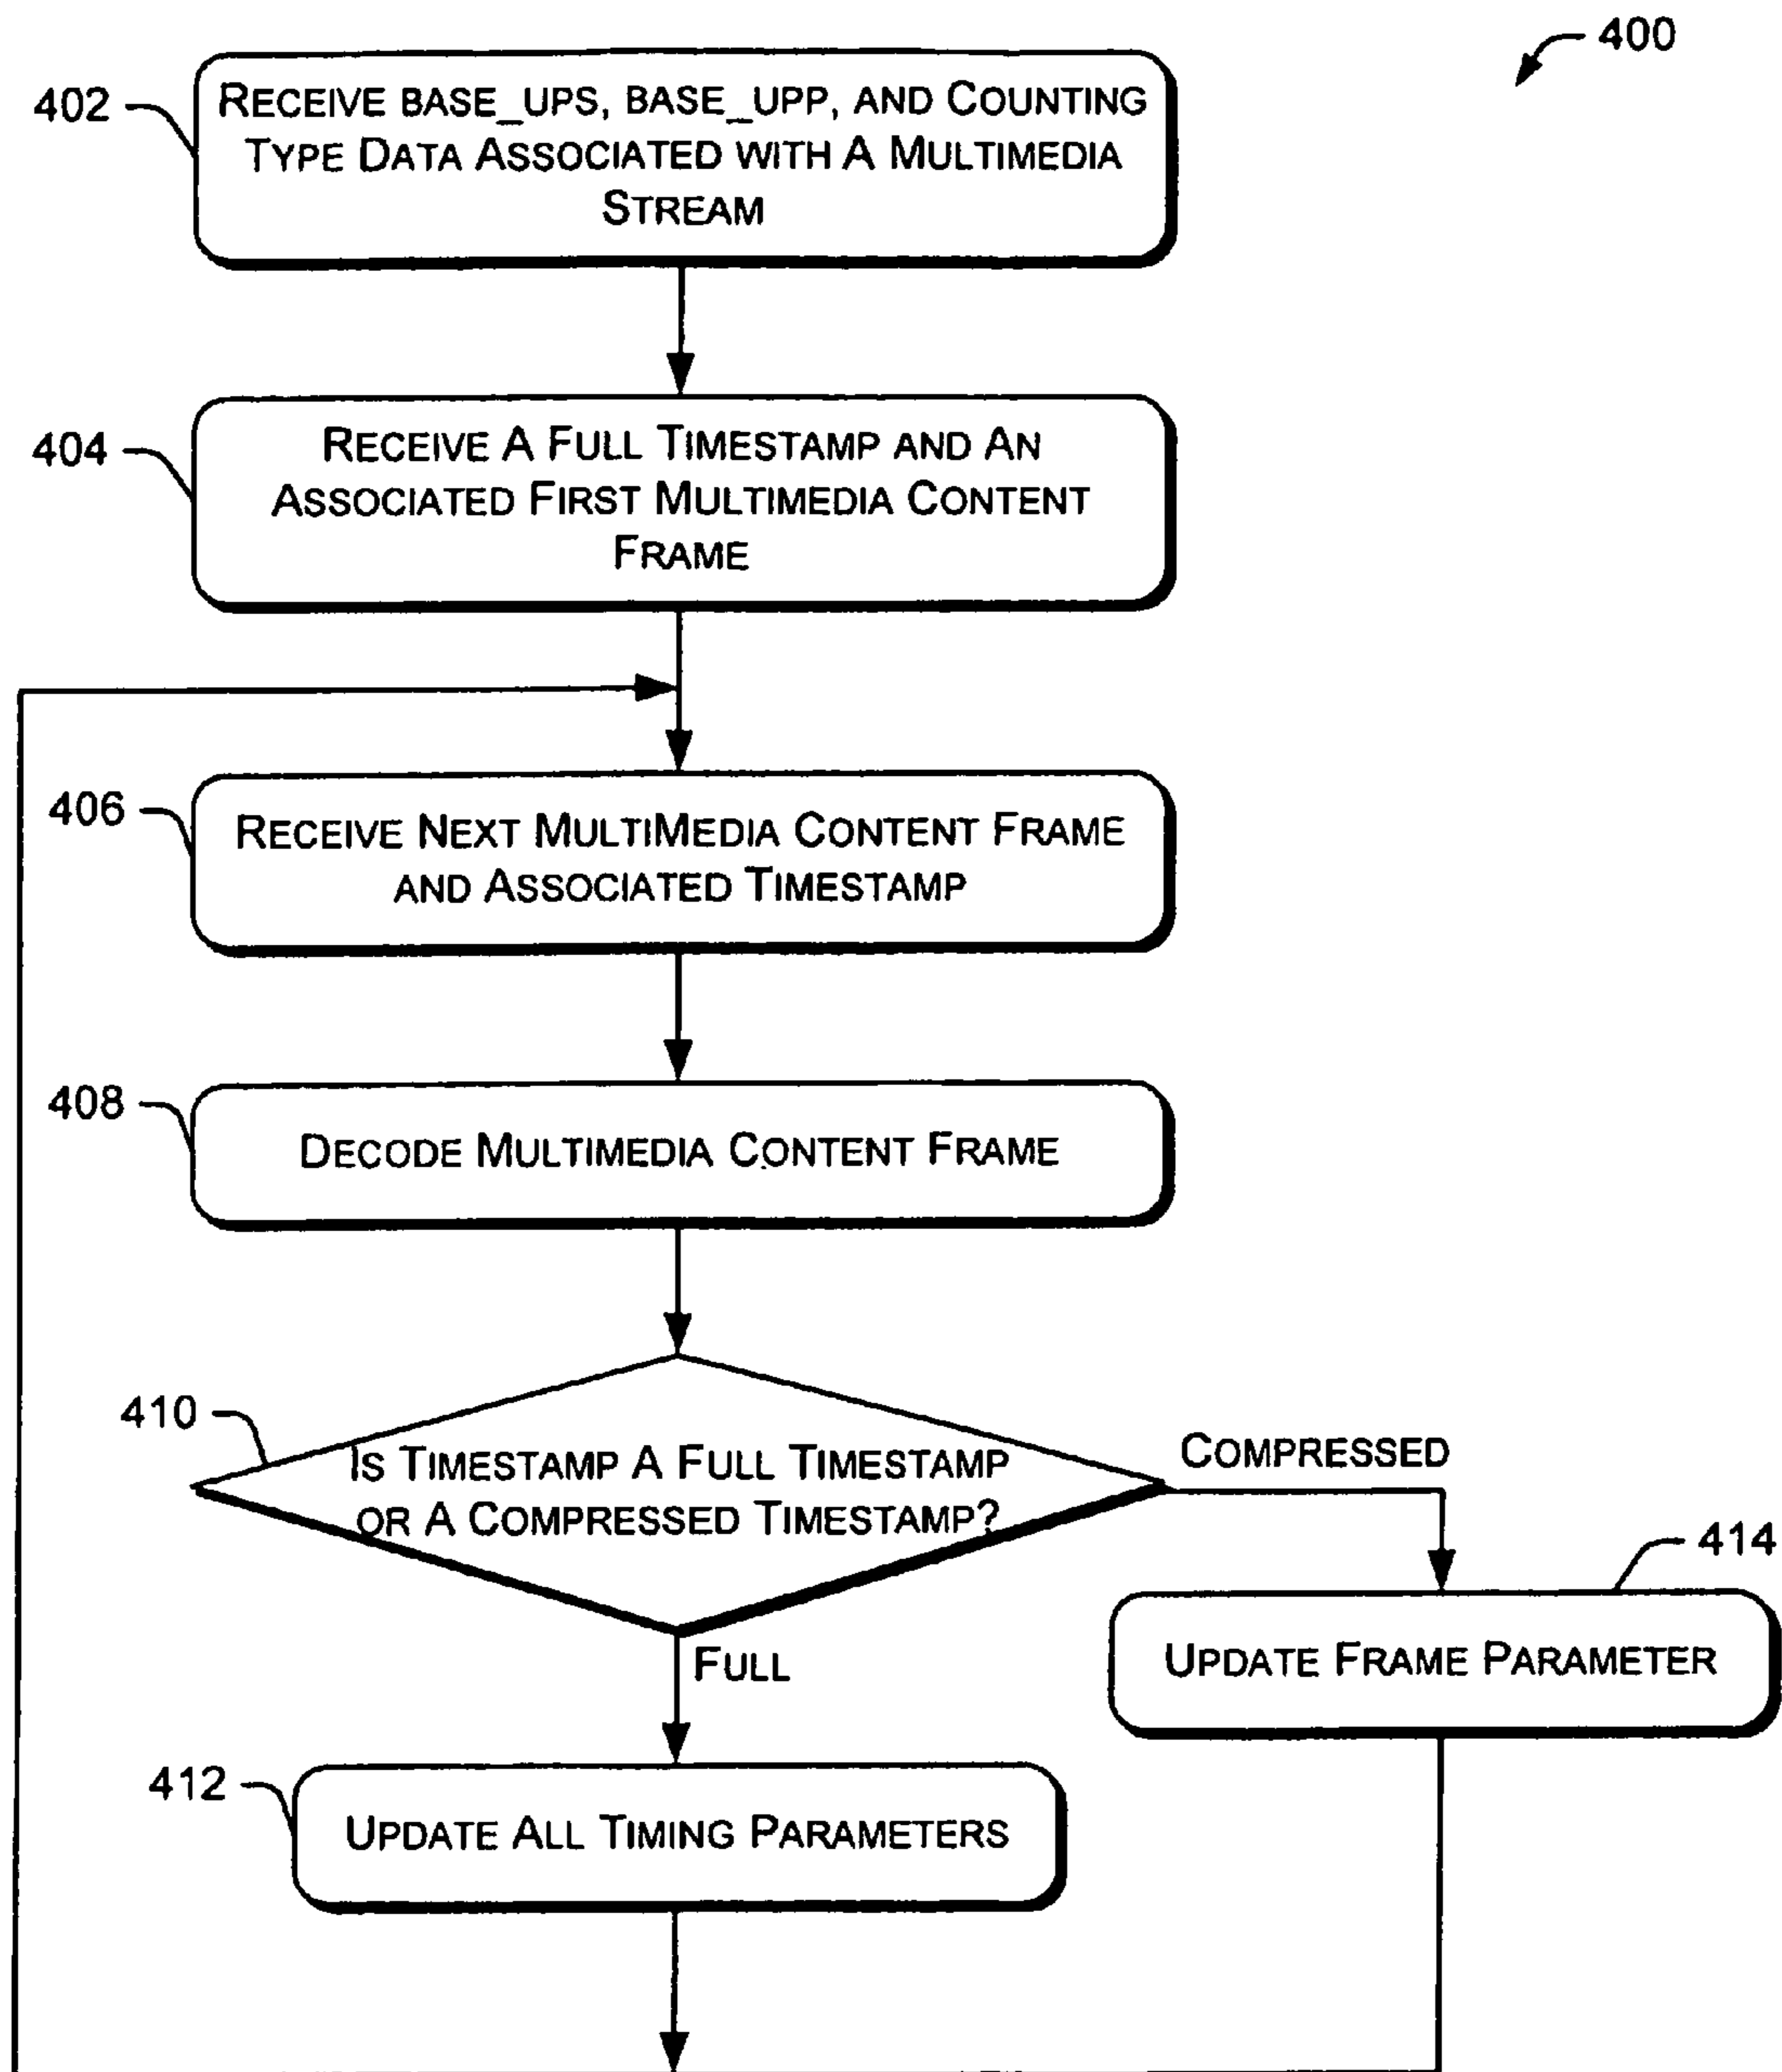 400
402
RECEIVE BASE_UPS, BASE_UPP, AND COUNTING
TYPE DATA ASSOCIATED WITH A MULTIMEDIA
STREAM
404
RECEIVE A FULL TIMESTAMP AND AN
ASSOCIATED FIRST MULTIMEDIA CONTENT
FRAME
406
RECEIVE NEXT MULTIMEDIA CONTENT FRAME
AND ASSOCIATED TIMESTAMP
408
DECODE MULTIMEDIA CONTENT FRAME
410
IS TIMESTAMP A FULL TIMESTAMP
OR A COMPRESSED TIMESTAMP?
COMPRESSED
414
UPDATE FRAME PARAMETER
FULL
412
UPDATE ALL TIMING PARAMETERS